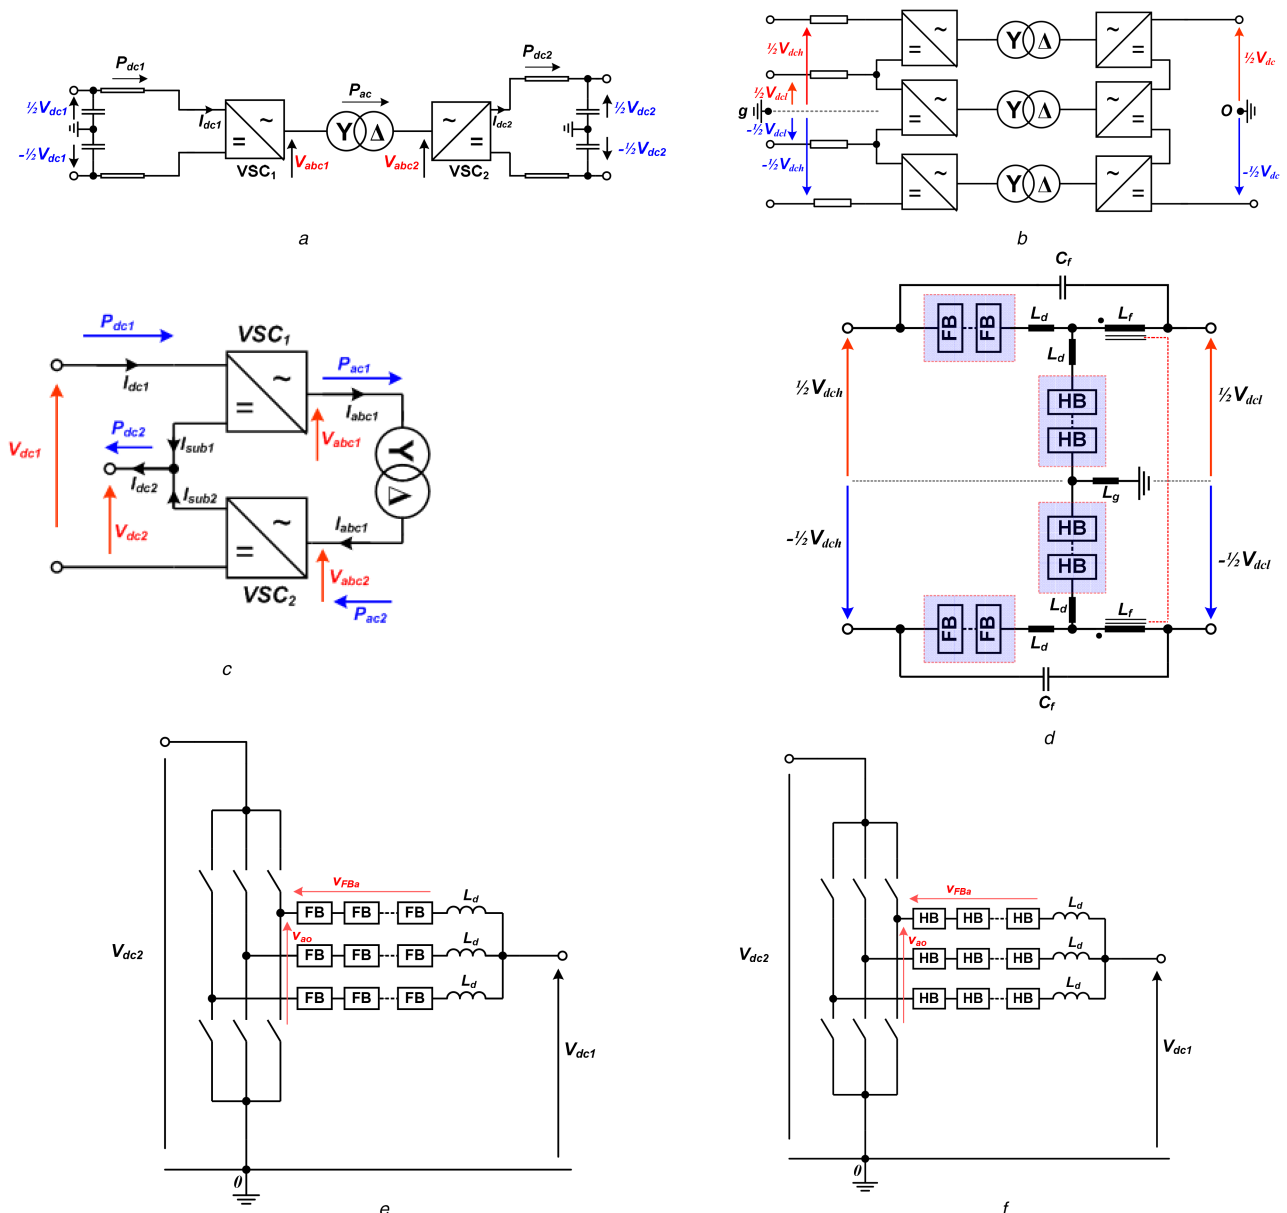 P_dc1
½V_dc1
-½V_dc1
I_dc1
~
=
VSC_1
V_abc1
P_ac
Y Δ
V_abc2
~
=
VSC_2
I_dc2
P_dc2
½V_dc2
-½V_dc2
a
½V_dch
½V_dcl
g
-½V_dcl
-½V_dch
~
=
Y Δ
~
=
~
=
Y Δ
~
=
~
=
Y Δ
~
=
½V_dc
O
-½V_dc
b
P_dc1
VSC_1
I_dc1
~
=
P_ac1
I_abc1
V_abc1
V_dc1
P_dc2
I_sub1
I_dc2
I_sub2
V_dc2
Y
Δ
~
=
I_abc1
VSC_2
V_abc2
P_ac2
c
C_f
FB FB
L_d
L_f
L_d
½V_dch
½V_dcl
HB
HB
L_g
HB
HB
-½V_dch
-½V_dcl
L_d
L_f
FB FB
L_d
C_f
d
V_dc2
v_FBa
L_d
FB FB FB
v_ao
L_d
FB FB FB
L_d
FB FB FB
V_dc1
0
e
V_dc2
v_FBa
L_d
HB HB HB
v_ao
L_d
HB HB HB
L_d
HB HB HB
V_dc1
0
f